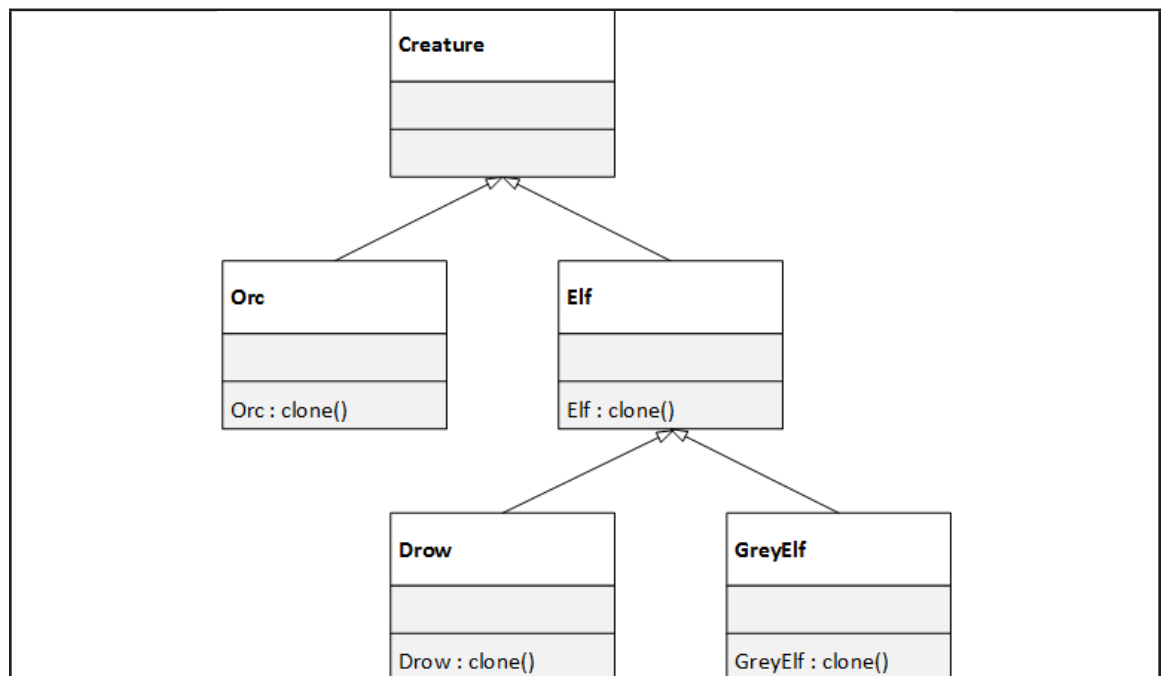 Creature
Orc
Elf
Orc : clone()
Elf : clone()
Drow
GreyElf
Drow : clone()
GreyElf : clone()